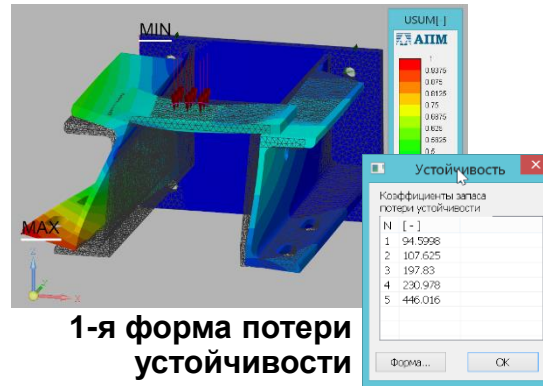 MIN
USUM[-]
АПМ
1
0.9375
0.875
0.8125
0.75
0.6875
0.625
0.5625
0.5
MAX
z
y
x
Устойчивость
Коэффициенты запаса
потери устойчивости
N [ - ]
1 94.5998
2 107.625
3 197.83
4 230.978
5 446.016
Форма...
OK
1-я форма потери
устойчивости